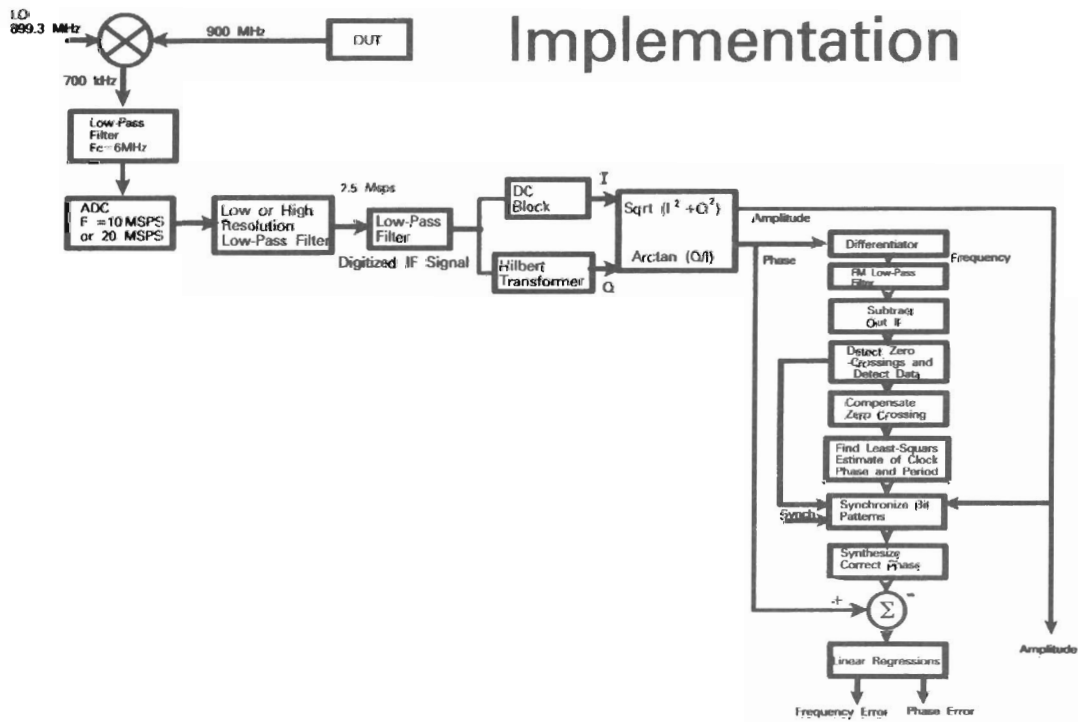 Implementation
LO
899.3 MHz
900 MHz
DUT
700 kHz
Low-Pass
Filter
Fc=6MHz
ADC
F =10 MSPS
or 20 MSPS
Low or High
Resolution
Low-Pass Filter
2.5 Msps
Low-Pass
Filter
Digitized IF Signal
DC
Block
I
Hilbert
Transformer
Q
Sqrt (I² +Q²)
Arctan (Q/I)
Amplitude
Phase
Differentiator
Frequency
FM Low-Pass
Filter
Subtract
Out IF
Detect Zero
-Crossings and
Detect Data
Compensate
Zero Crossing
Find Least-Squars
Estimate of Clock
Phase and Period
Synch
Synchronize Bit
Patterns
Synthesize
Correct Phase
+
Σ
-
Linear Regressions
Amplitude
Frequency Error
Phase Error